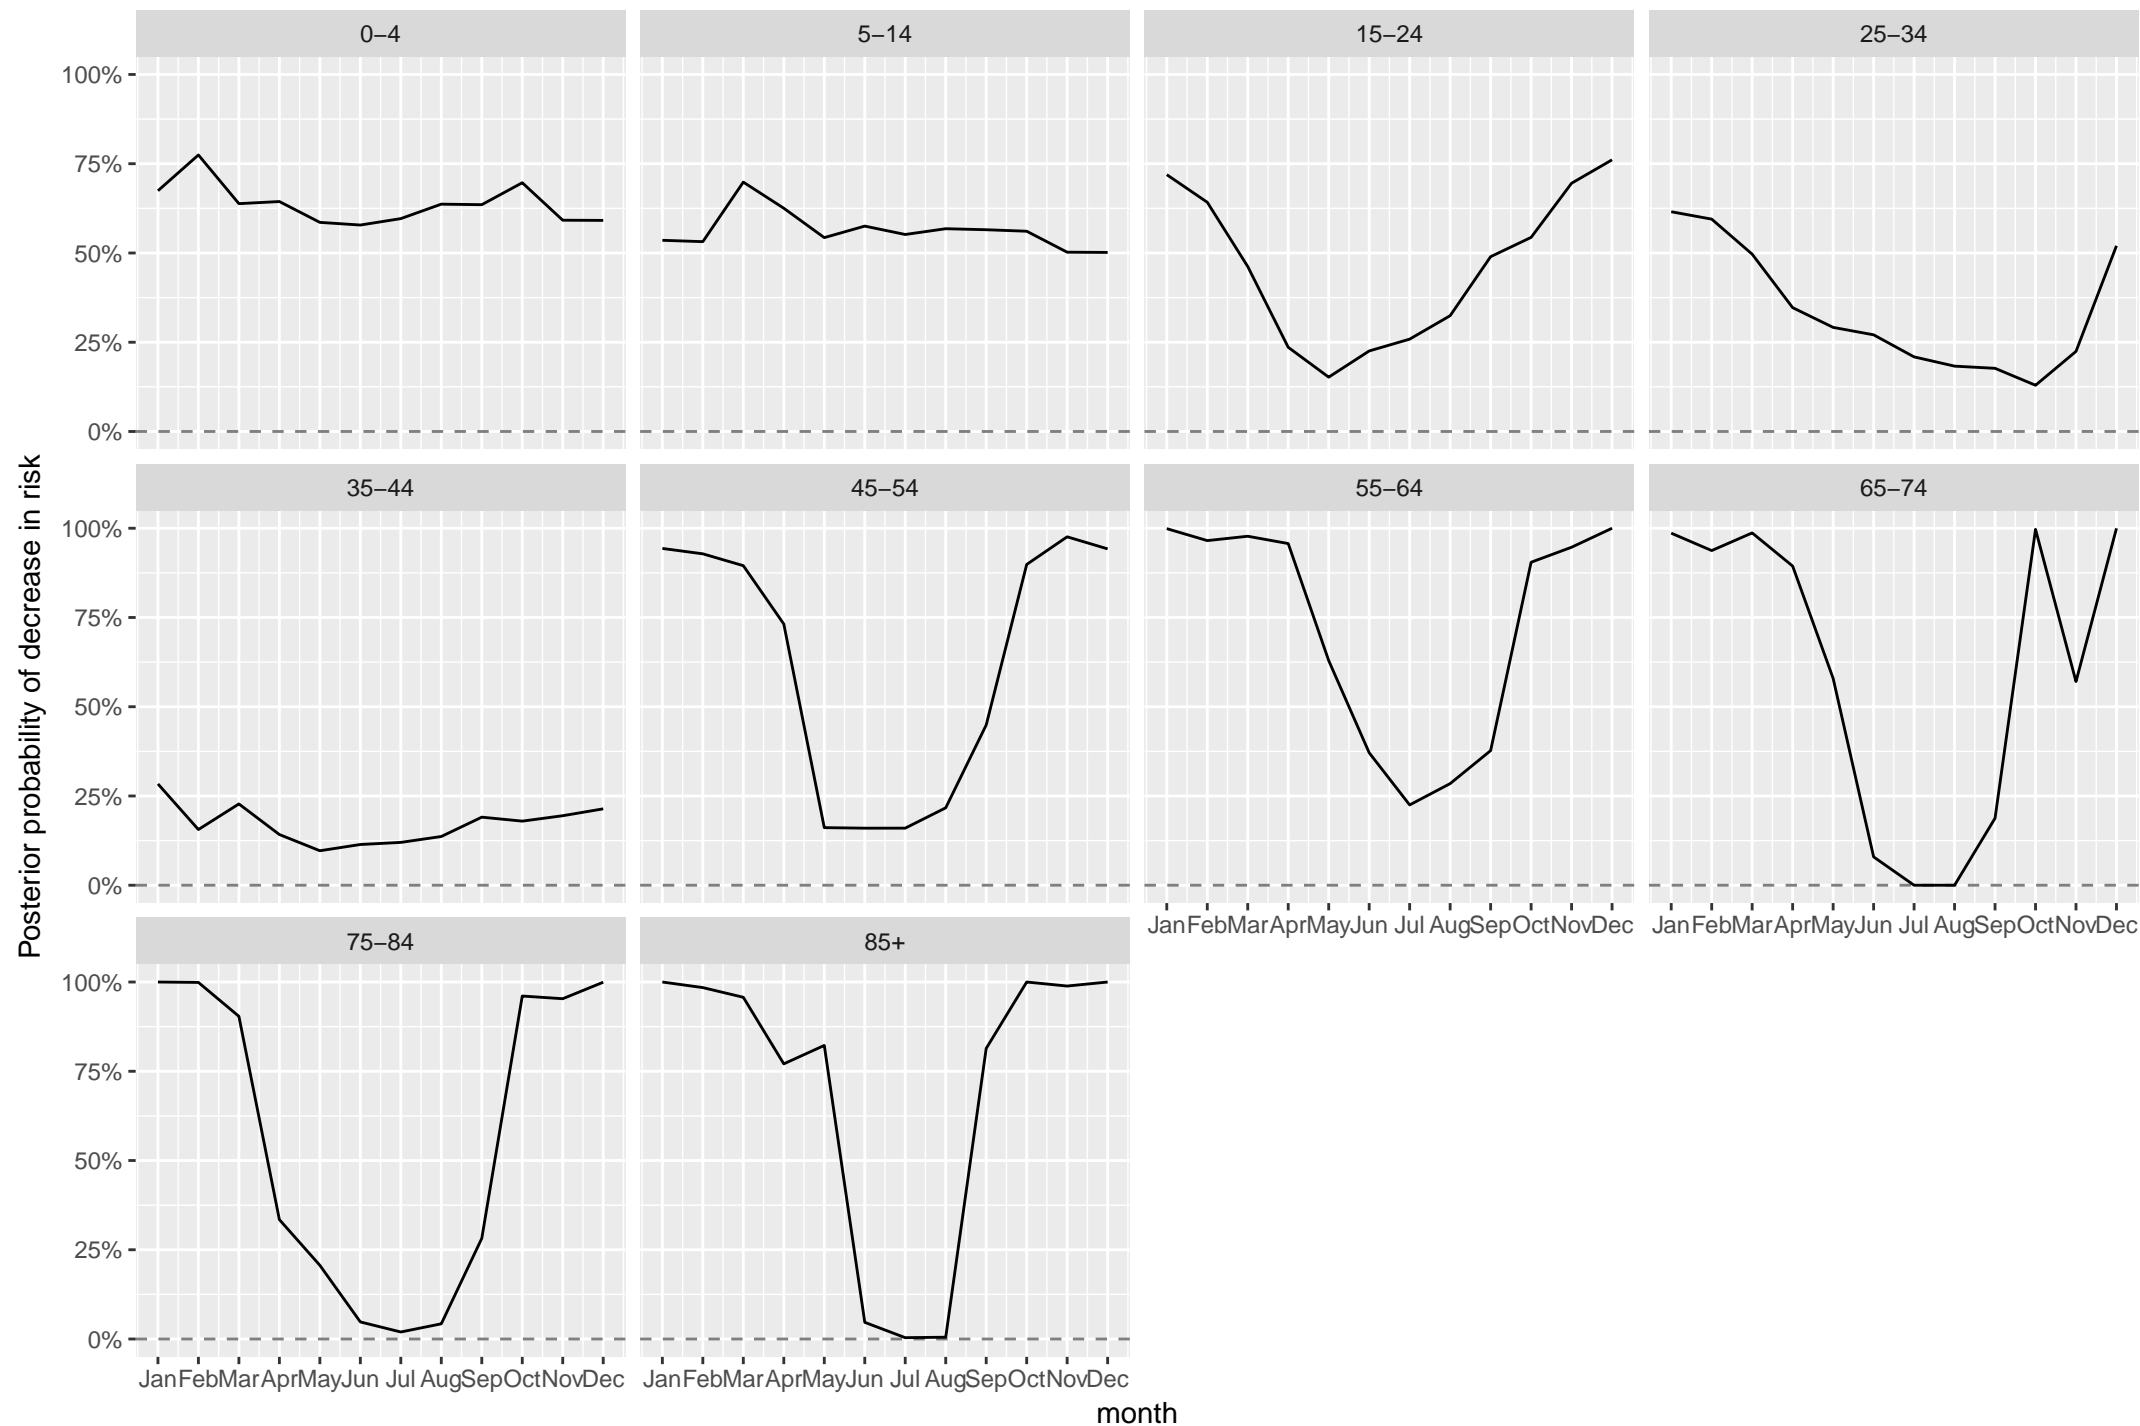 0–4 5–14 15–24 25–34
100%
75%
50%
25%
0%
35–44 45–54 55–64 65–74
100%
75%
50%
25%
0%
Jan Feb Mar Apr May Jun Jul Aug Sep Oct Nov Dec Jan Feb Mar Apr May Jun Jul Aug Sep Oct Nov Dec
75–84 85+
100%
75%
50%
25%
0%
Jan Feb Mar Apr May Jun Jul Aug Sep Oct Nov Dec Jan Feb Mar Apr May Jun Jul Aug Sep Oct Nov Dec
month
Posterior probability of decrease in risk